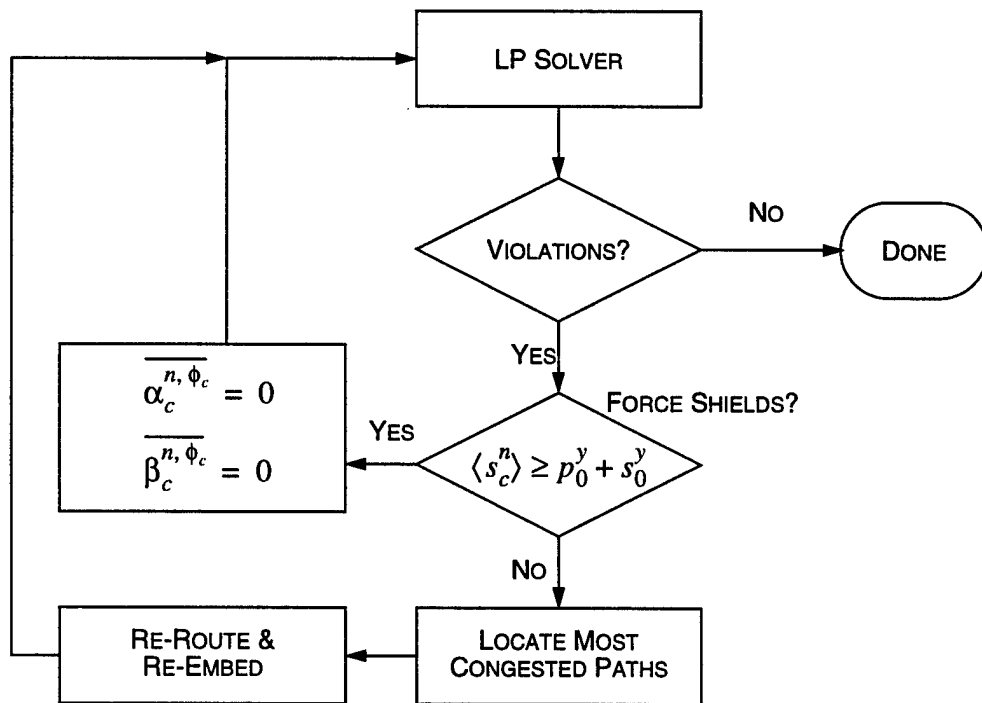 LP SOLVER
NO
VIOLATIONS?
DONE
YES
FORCE SHIELDS?
YES
$\overline{\alpha_c^{n,\phi_c}} = 0$
$\overline{\beta_c^{n,\phi_c}} = 0$
$\langle s_c^n \rangle \geq p_0^y + s_0^y$
NO
RE-ROUTE &
RE-EMBED
LOCATE MOST
CONGESTED PATHS